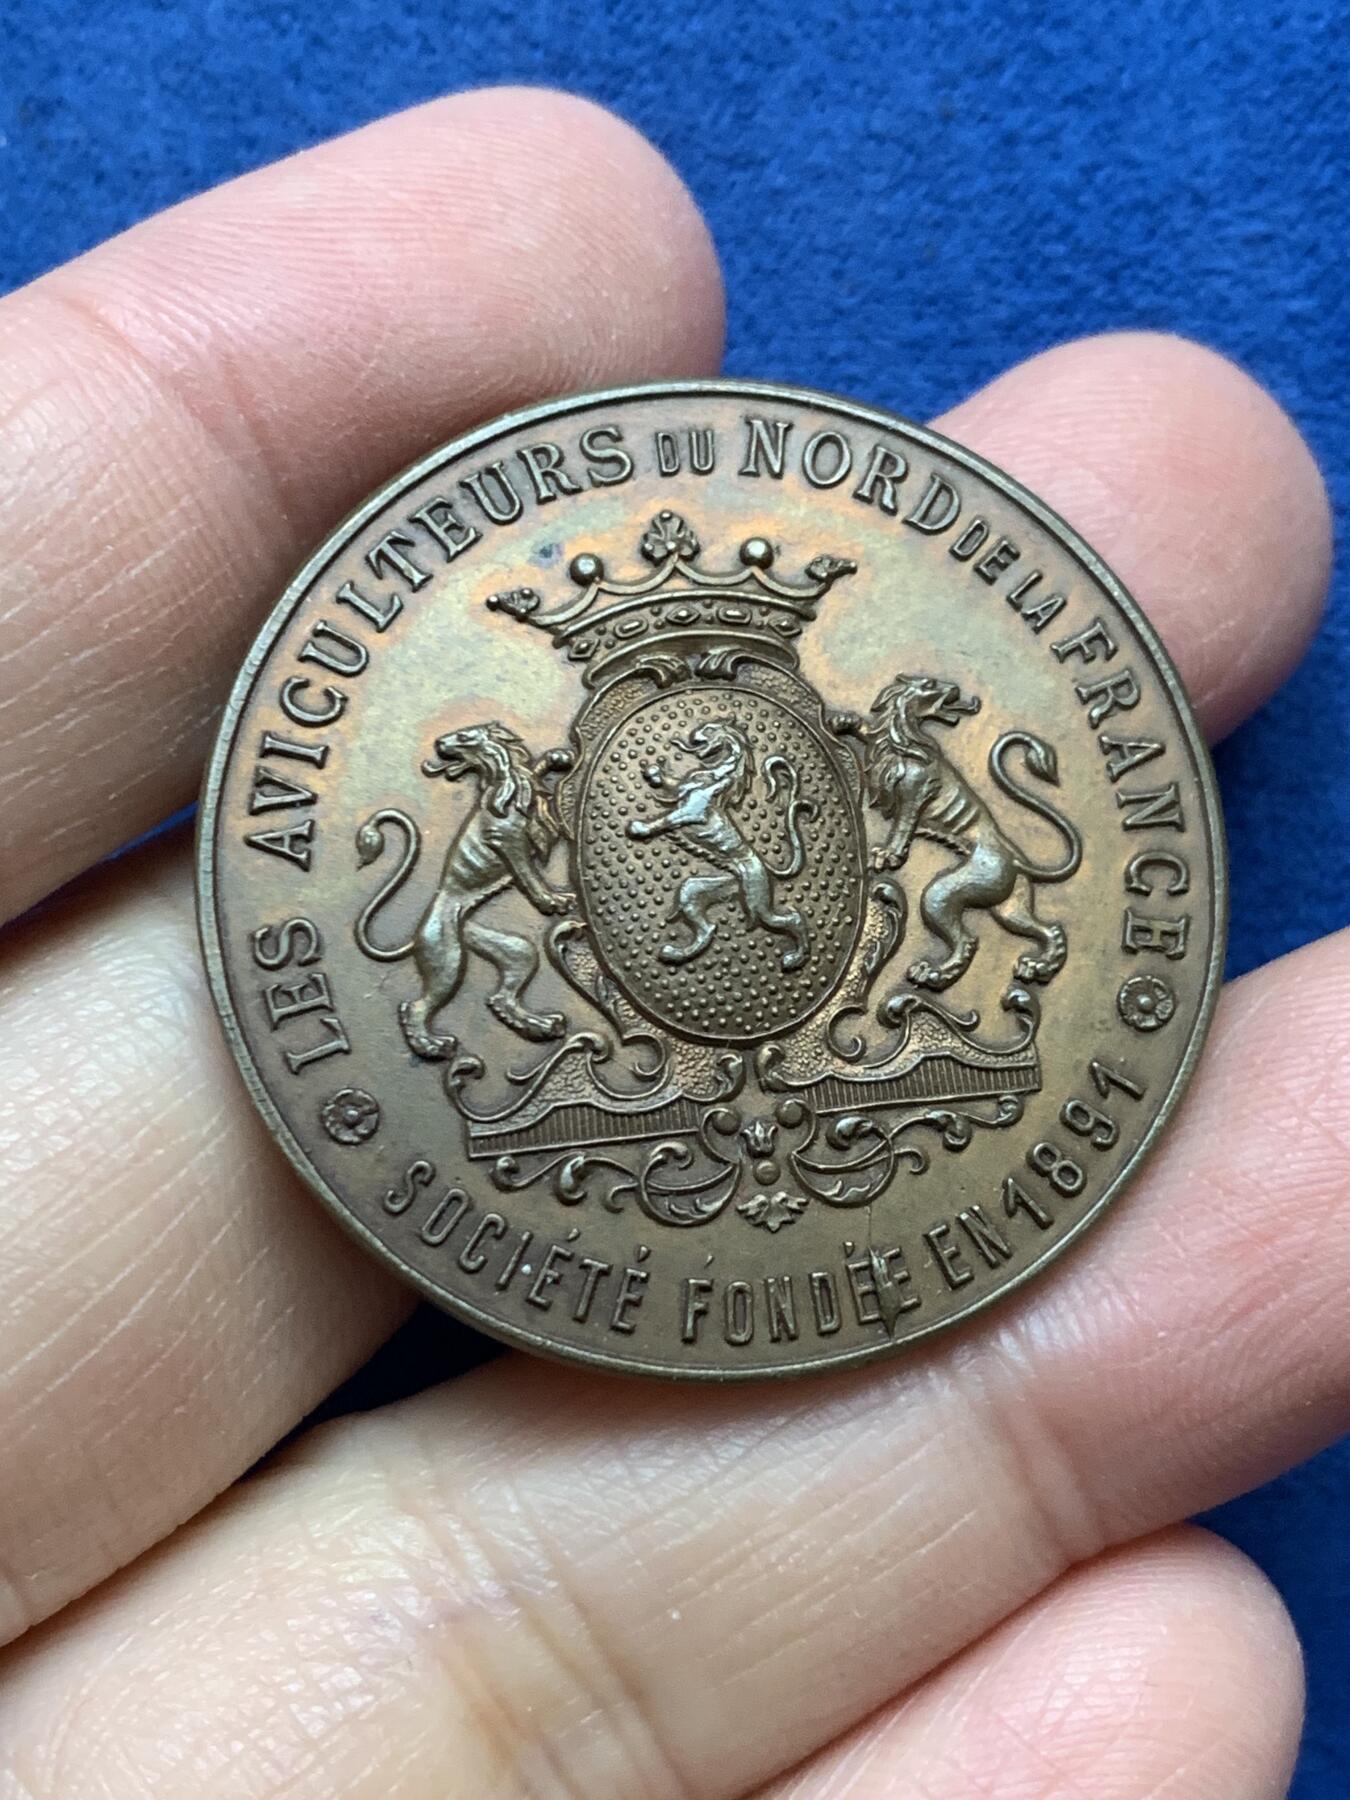 LES AVICULTEURS DU NORD DE LA FRANCE
SOCIÉTÉ FONDÉE EN 1891